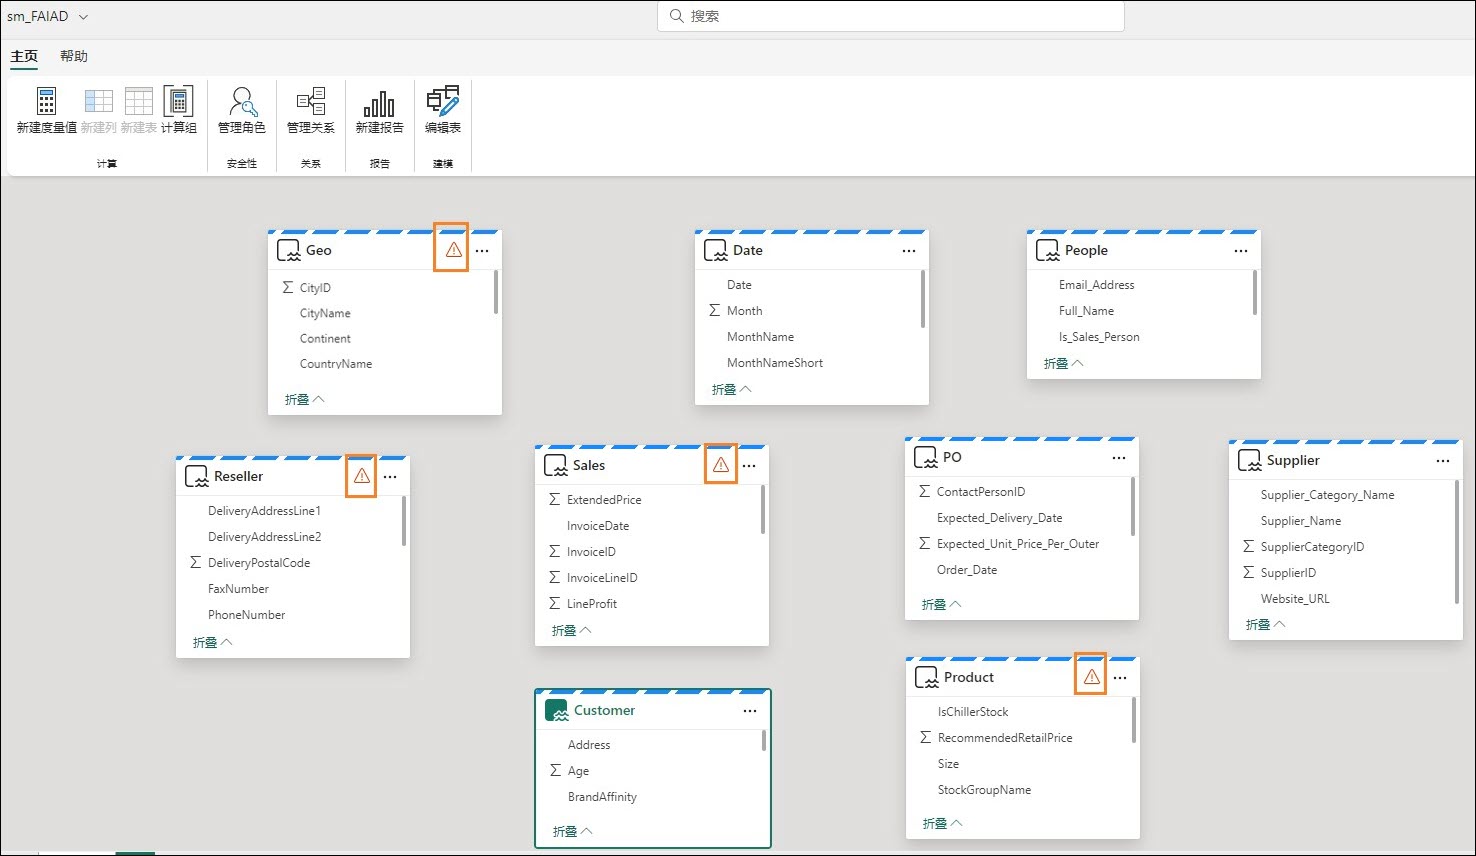 sm_FAIAD
搜索
主页 帮助
新建度量值 新建列 新建表 计算组 管理角色 管理关系 新建报告 编辑表
计算 安全性 关系 报告 建模
Geo
Σ CityID
CityName
Continent
CountryName
折叠
Date
Date
Σ Month
MonthName
MonthNameShort
折叠
People
Email_Address
Full_Name
Is_Sales_Person
折叠
Reseller
DeliveryAddressLine1
DeliveryAddressLine2
Σ DeliveryPostalCode
FaxNumber
PhoneNumber
折叠
Sales
Σ ExtendedPrice
InvoiceDate
Σ InvoiceID
Σ InvoiceLineID
Σ LineProfit
折叠
PO
Σ ContactPersonID
Expected_Delivery_Date
Σ Expected_Unit_Price_Per_Outer
Order_Date
折叠
Supplier
Supplier_Category_Name
Supplier_Name
Σ SupplierCategoryID
Σ SupplierID
Website_URL
折叠
Customer
Address
Σ Age
BrandAffinity
折叠
Product
IsChillerStock
Σ RecommendedRetailPrice
Size
StockGroupName
折叠